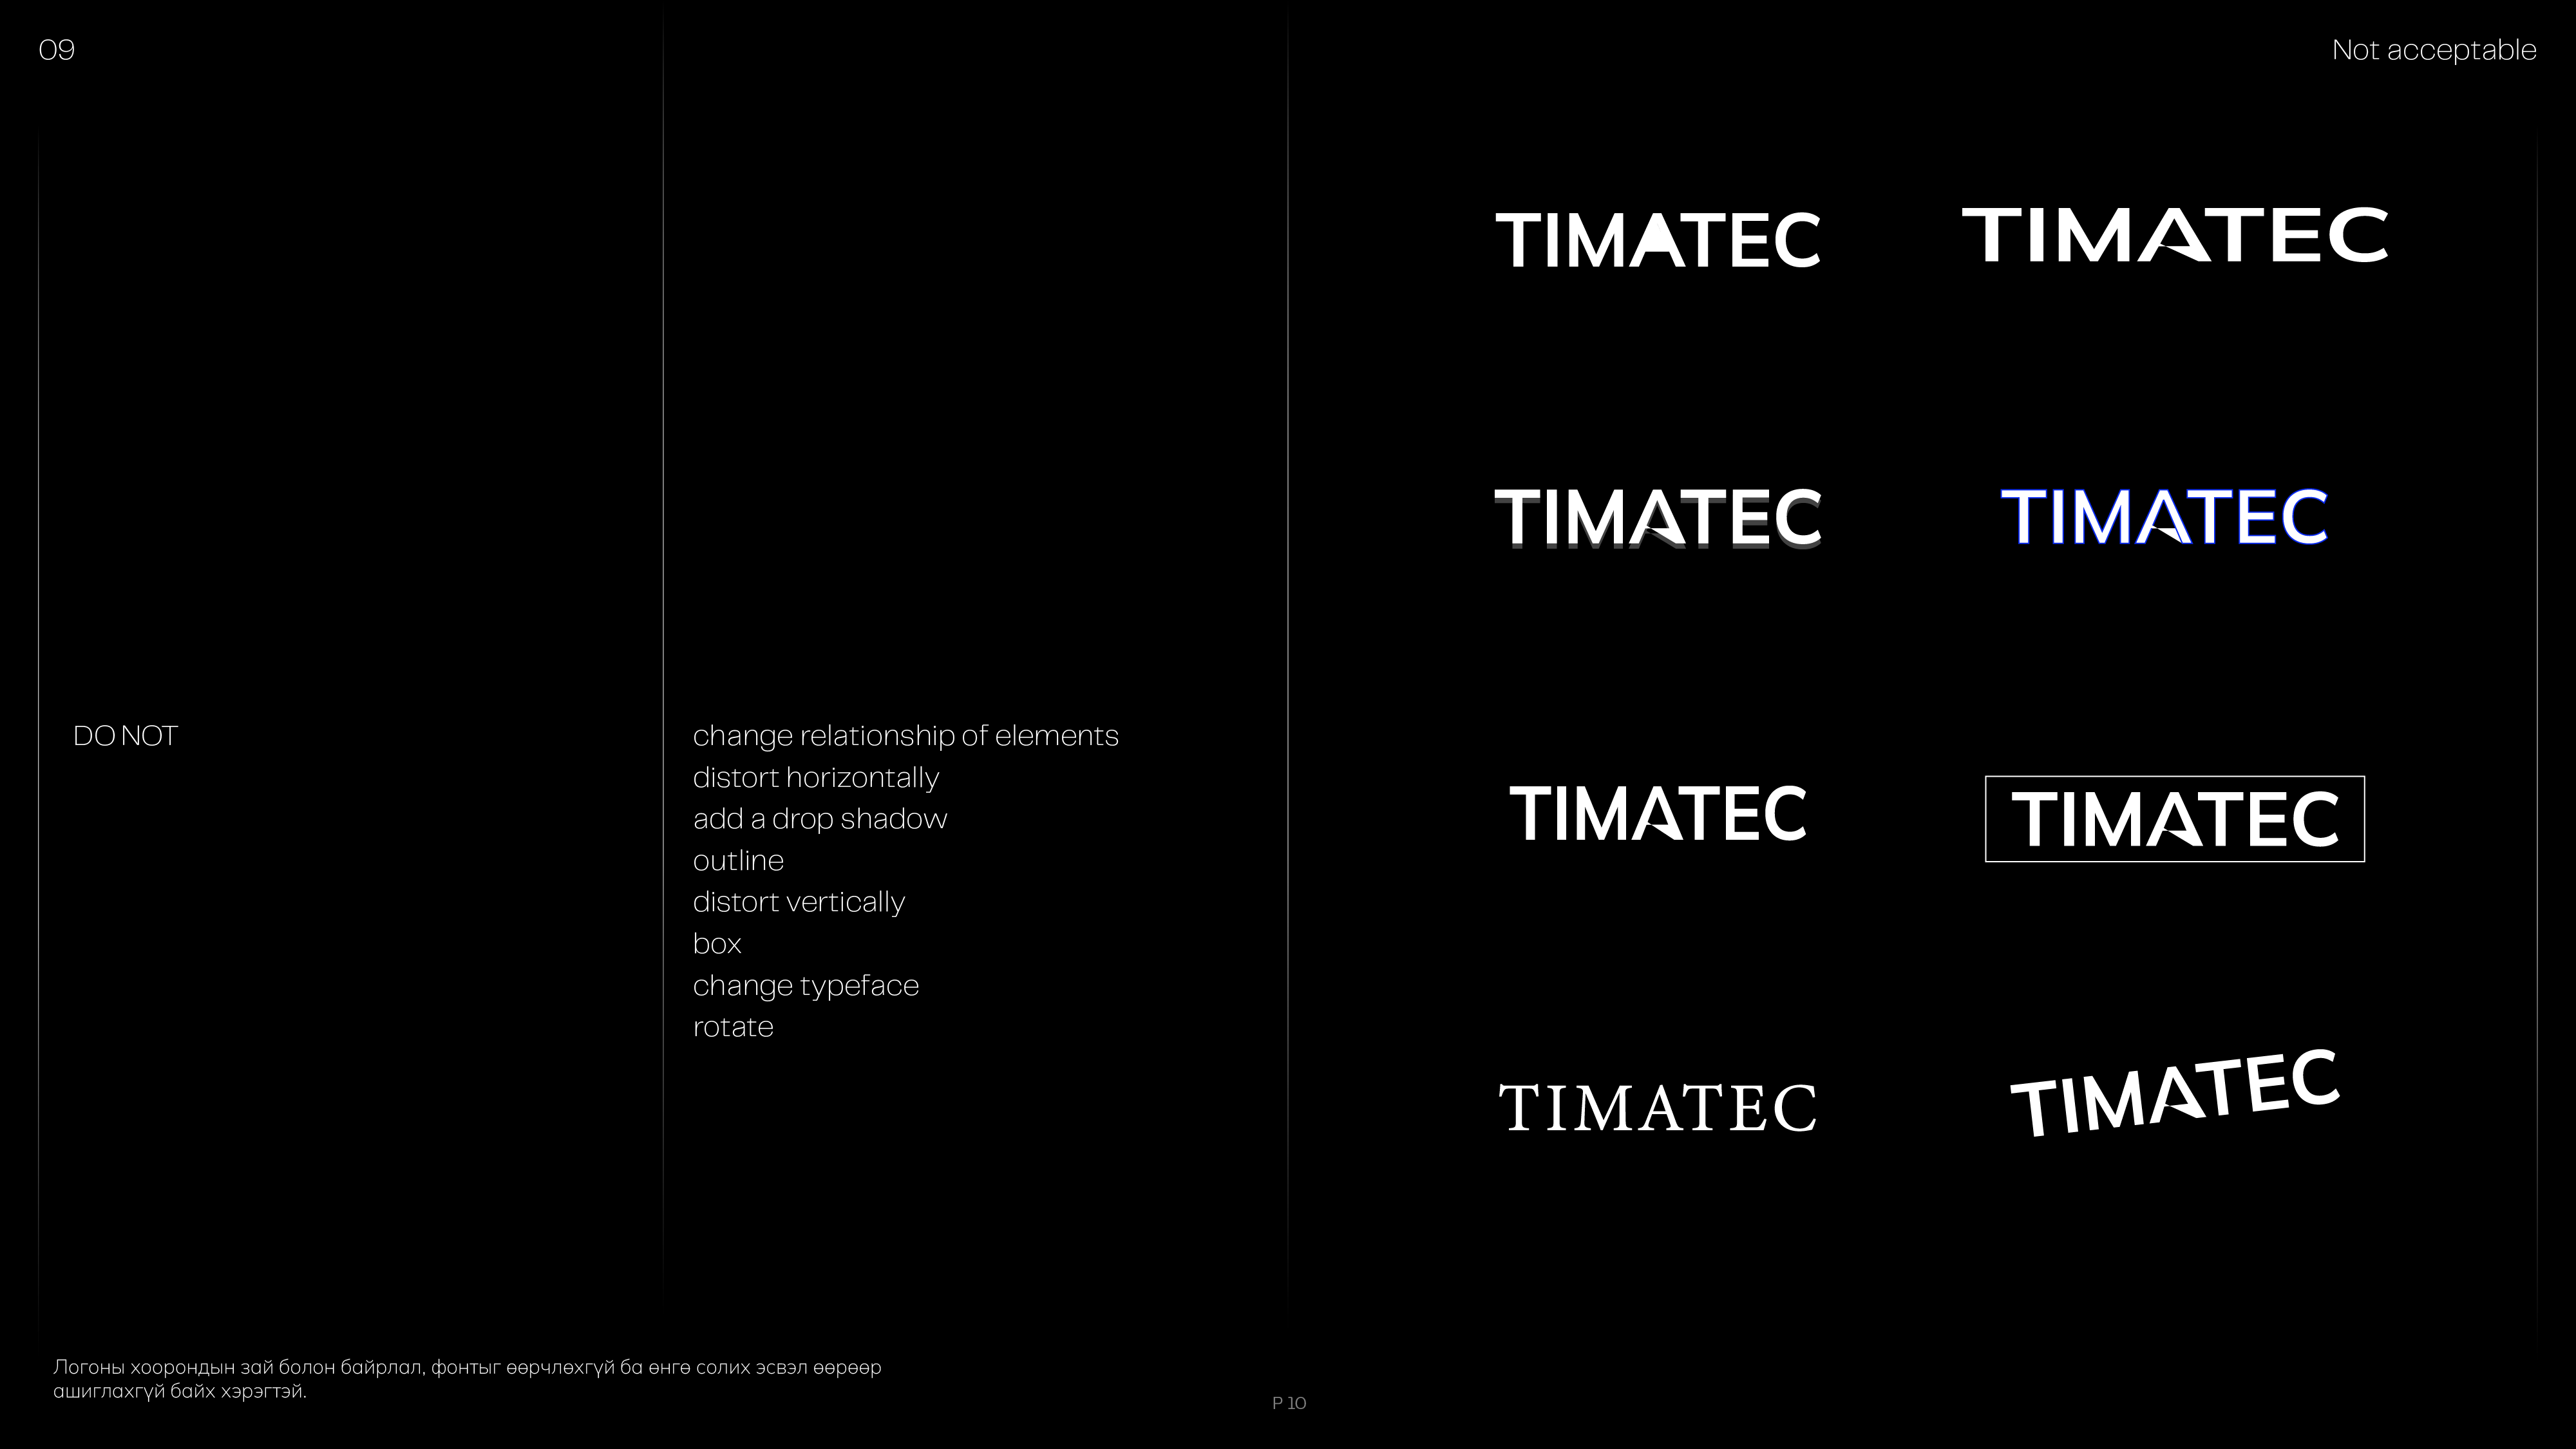 09
Not acceptable
DO NOT
change relationship of elements
distort horizontally
add a drop shadow
outline
distort vertically
box
change typeface
rotate
TIMATEC
TIMATEC
TIMATEC
TIMATEC
TIMATEC
TIMATEC
TIMATEC
TIMATEC
Логоны хоорондын зай болон байрлал, фонтыг өөрчлөхгүй ба өнгө солих эсвэл өөрөөр
ашиглахгүй байх хэрэгтэй.
P 10